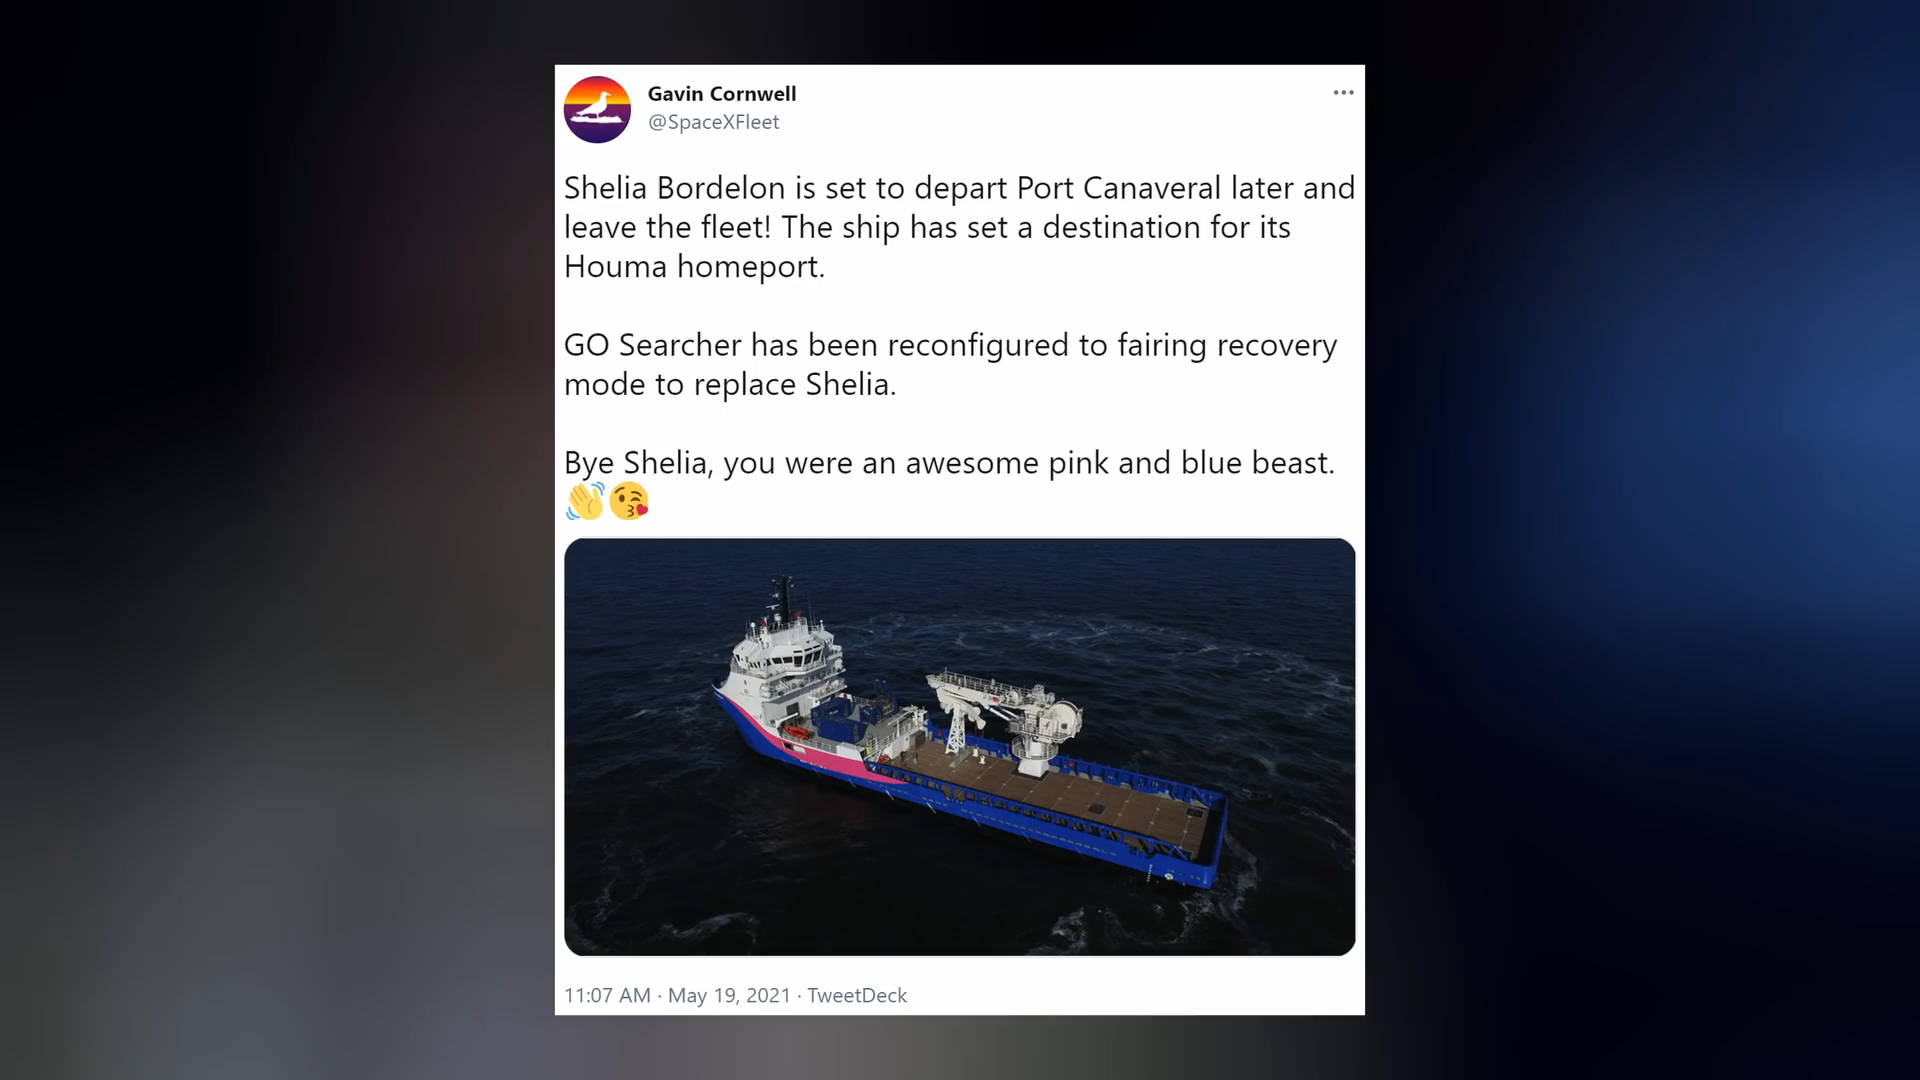 Gavin Cornwell
@SpaceXFleet
Shelia Bordelon is set to depart Port Canaveral later and
leave the fleet! The ship has set a destination for its
Houma homeport.
GO Searcher has been reconfigured to fairing recovery
mode to replace Shelia.
Bye Shelia, you were an awesome pink and blue beast.
👋😘
11:07 AM · May 19, 2021 · TweetDeck